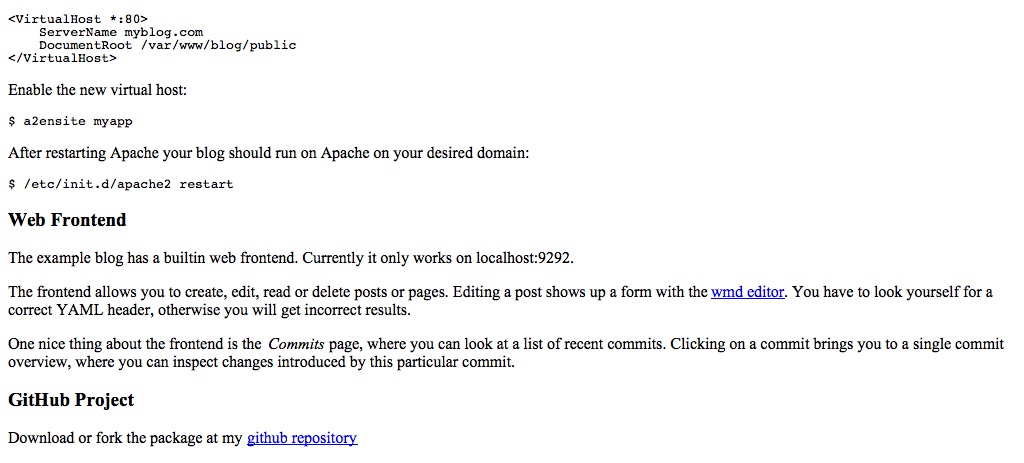 <VirtualHost *:80>
    ServerName myblog.com
    DocumentRoot /var/www/blog/public
</VirtualHost>
Enable the new virtual host:
$ a2ensite myapp
After restarting Apache your blog should run on Apache on your desired domain:
$ /etc/init.d/apache2 restart
Web Frontend
The example blog has a builtin web frontend. Currently it only works on localhost:9292.
The frontend allows you to create, edit, read or delete posts or pages. Editing a post shows up a form with the wmd editor. You have to look yourself for a
correct YAML header, otherwise you will get incorrect results.
One nice thing about the frontend is the Commits page, where you can look at a list of recent commits. Clicking on a commit brings you to a single commit
overview, where you can inspect changes introduced by this particular commit.
GitHub Project
Download or fork the package at my github repository